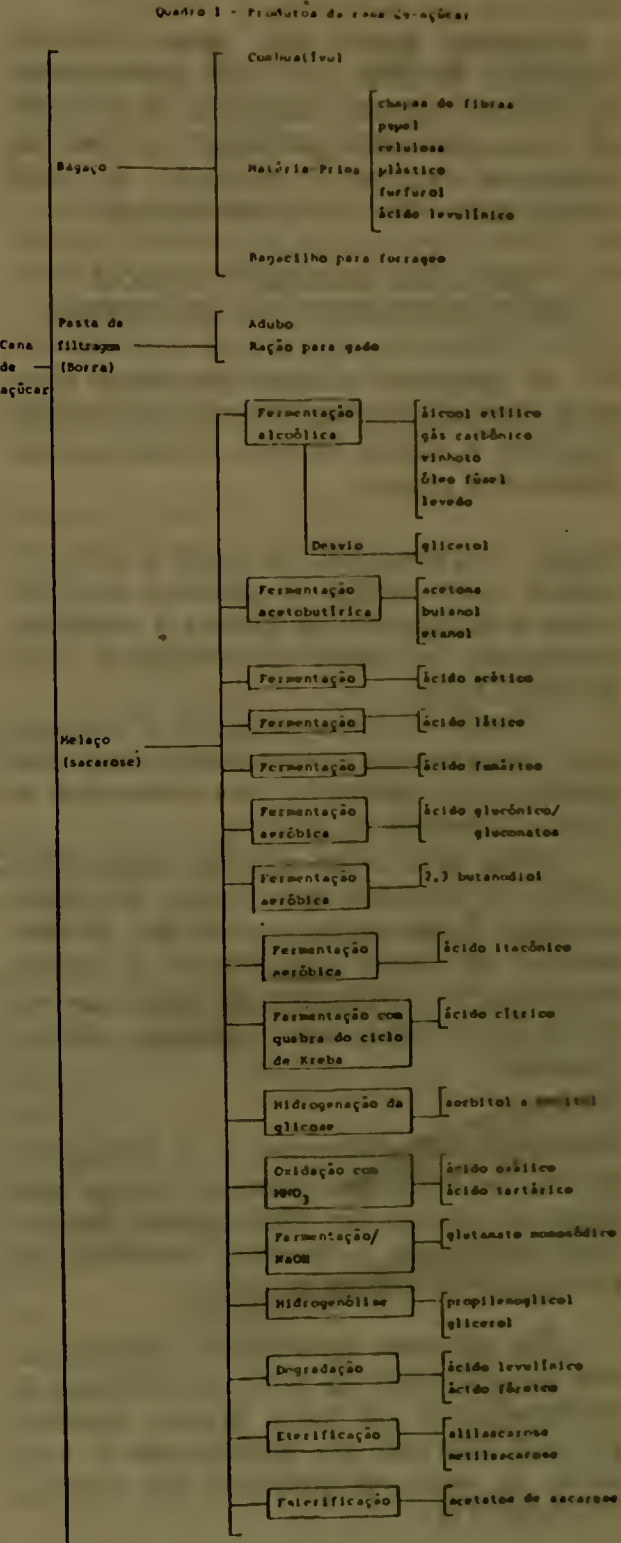 Quadro 1 - Produtos da cana-de-açúcar
Combustível
chapas de fibras
papel
celulose
Bagaço
Matéria-Prima
plástico
furfurol
ácido levulínico
Bagacilho para forragem
Pasta de
filtragem
(Borra)
Adubo
Ração para gado
Cana
de
açúcar
Fermentação
alcoólica
álcool etílico
gás carbônico
vinhoto
óleo fúsel
levedo
Desvio
glicerol
Fermentação
acetobutírica
acetona
butanol
etanol
Fermentação
ácido acético
Fermentação
ácido lático
Melaço
(sacarose)
Fermentação
ácido fumárico
Fermentação
aeróbica
ácido glucónico/
gluconatos
Fermentação
aeróbica
2,3 butanodiol
Fermentação
aeróbica
ácido itacônico
Fermentação com
quebra do ciclo
de Krebs
ácido cítrico
Hidrogenação da
glicose
sorbitol e
Oxidação com
HNO3
ácido oxálico
ácido tartárico
Fermentação/
NaOH
glutamato monosódico
Hidrogenólise
propilenoglicol
glicerol
Degradação
ácido levulínico
ácido fórmico
Eterificação
alilsacarose
metilsacarose
Esterificação
acetatos de sacarose